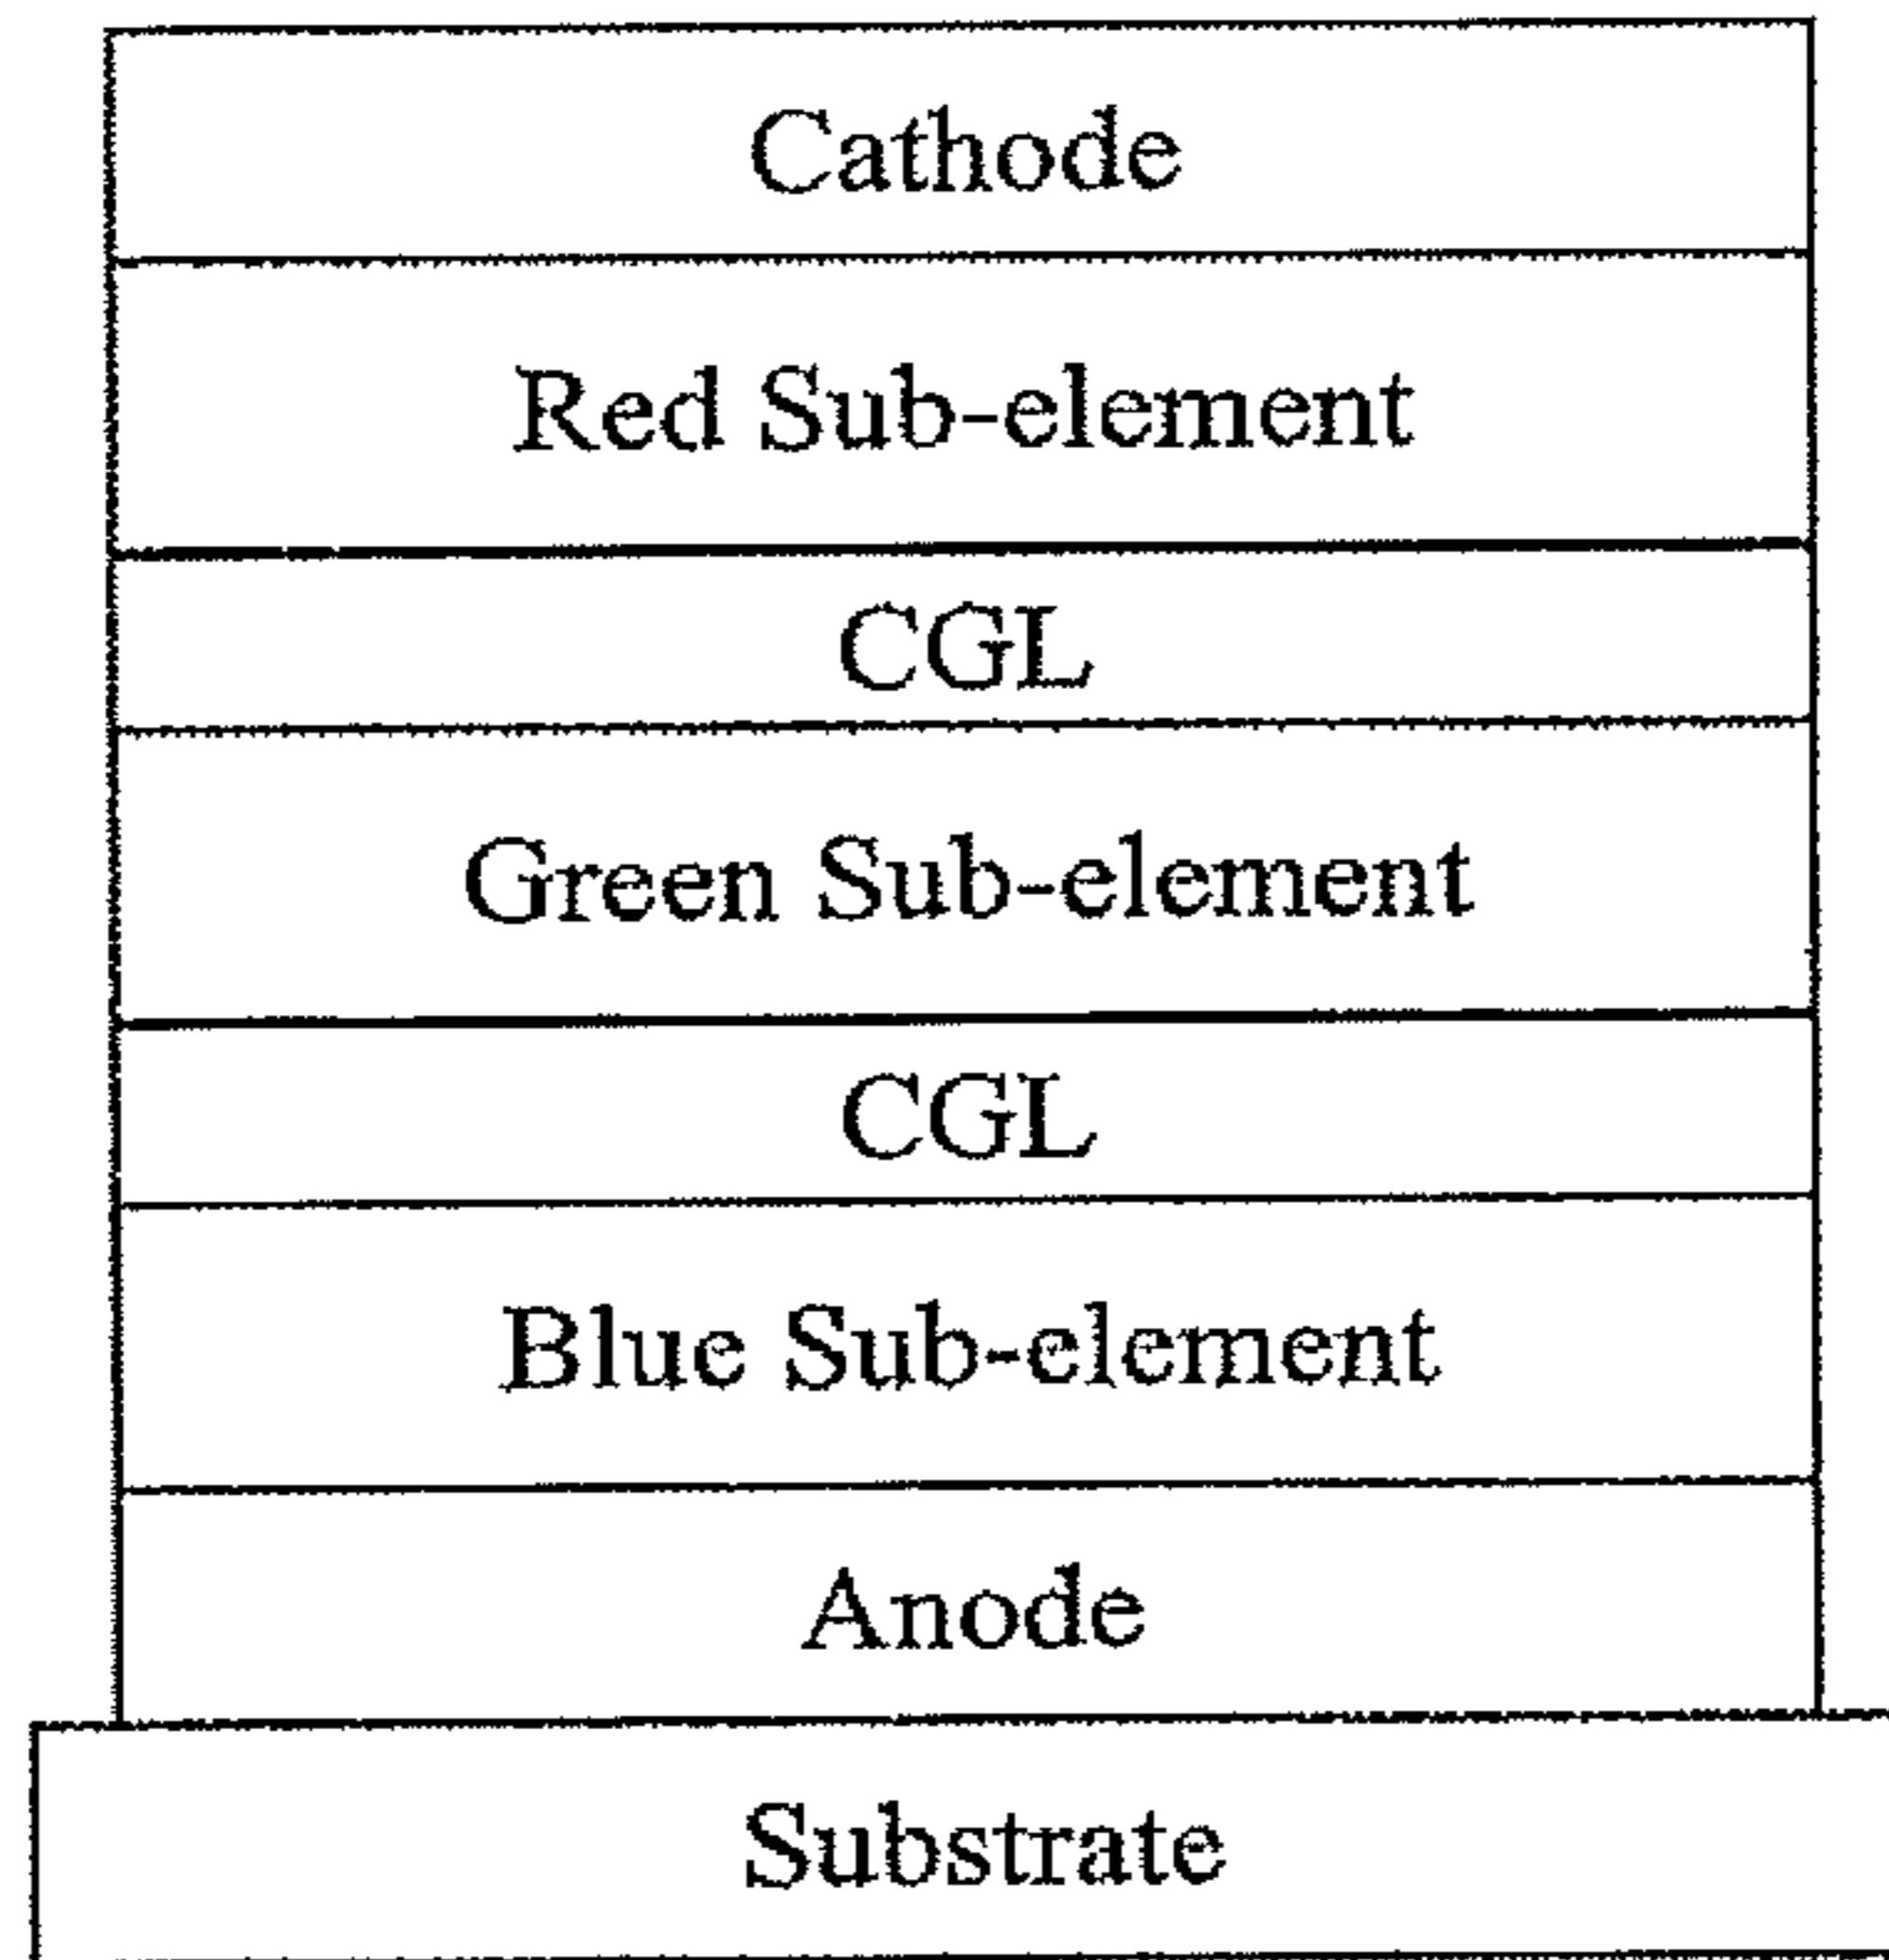 Cathode
Red Sub-element
CGL
Green Sub-element
CGL
Blue Sub-element
Anode
Substrate